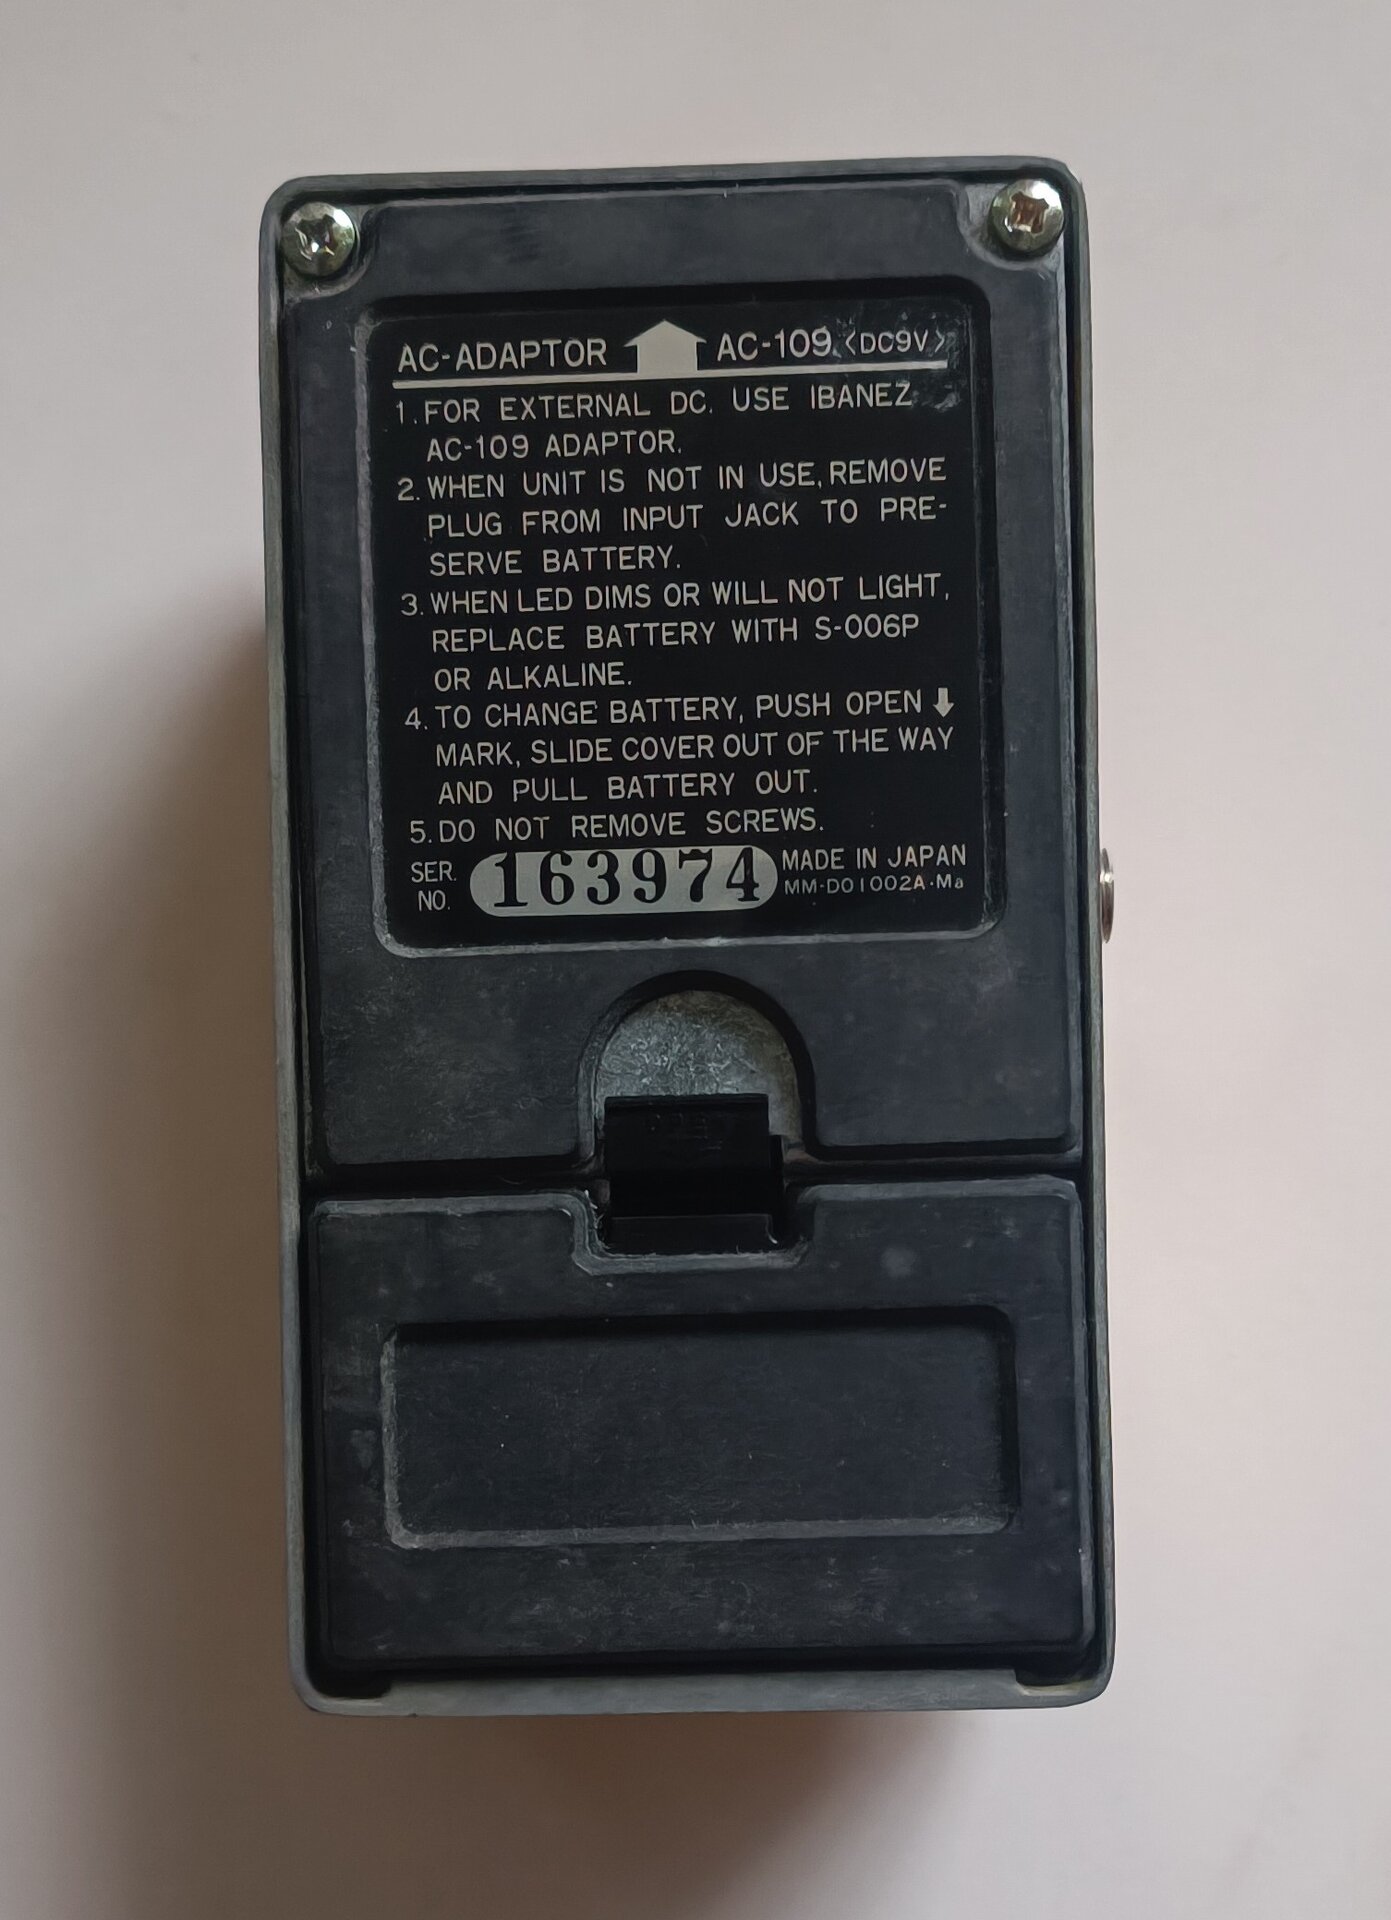 AC-ADAPTOR AC-109 <DC9V>
1. FOR EXTERNAL DC. USE IBANEZ
AC-109 ADAPTOR.
2. WHEN UNIT IS NOT IN USE, REMOVE
PLUG FROM INPUT JACK TO PRE-
SERVE BATTERY.
3. WHEN LED DIMS OR WILL NOT LIGHT,
REPLACE BATTERY WITH S-006P
OR ALKALINE.
4. TO CHANGE BATTERY, PUSH OPEN ⬇
MARK, SLIDE COVER OUT OF THE WAY
AND PULL BATTERY OUT.
5. DO NOT REMOVE SCREWS.
SER. NO. 163974 MADE IN JAPAN
MM-D01002A·Ma